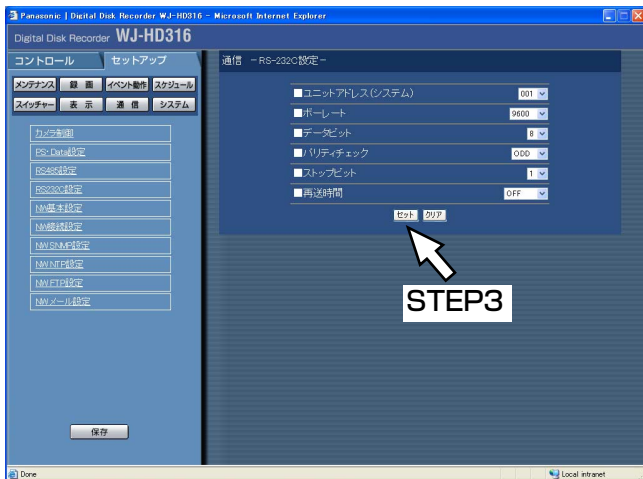 Panasonic | Digital Disk Recorder WJ-HD316 - Microsoft Internet Explorer
Digital Disk Recorder WJ-HD316
コントロール セットアップ
メンテナンス 録 画 イベント動作 スケジュール
スイッチャー 表 示 通 信 システム
カメラ制御
PS・Data設定
RS485設定
RS232C設定
NW基本設定
NW接続設定
NW SNMP設定
NW NTP設定
NW FTP設定
NWメール設定
保存
通信 －RS-232C設定－
■ユニットアドレス(システム) 001
■ボーレート 9600
■データビット 8
■パリティチェック ODD
■ストップビット 1
■再送時間 OFF
セット クリア
STEP3
Done Local intranet